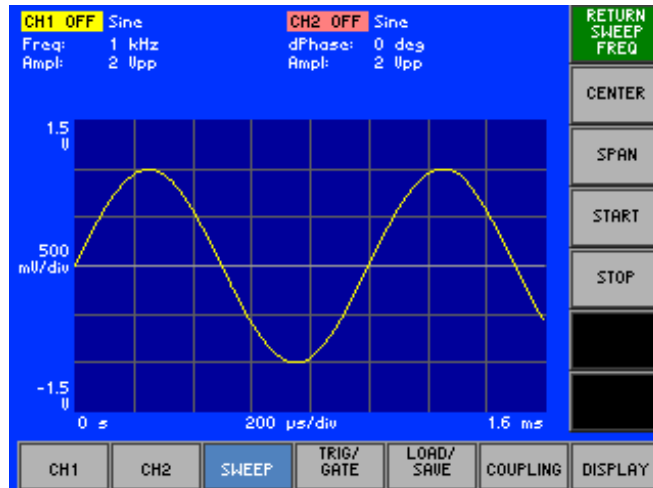 CH1 OFF Sine
Freq: 1 kHz
Ampl: 2 Vpp
CH2 OFF Sine
dPhase: 0 deg
Ampl: 2 Vpp
RETURN
SWEEP
FREQ
CENTER
SPAN
START
STOP
1.5
V
500
mV/div
-1.5
V
0 s
200 µs/div
1.6 ms
CH1
CH2
SWEEP
TRIG/
GATE
LOAD/
SAVE
COUPLING
DISPLAY